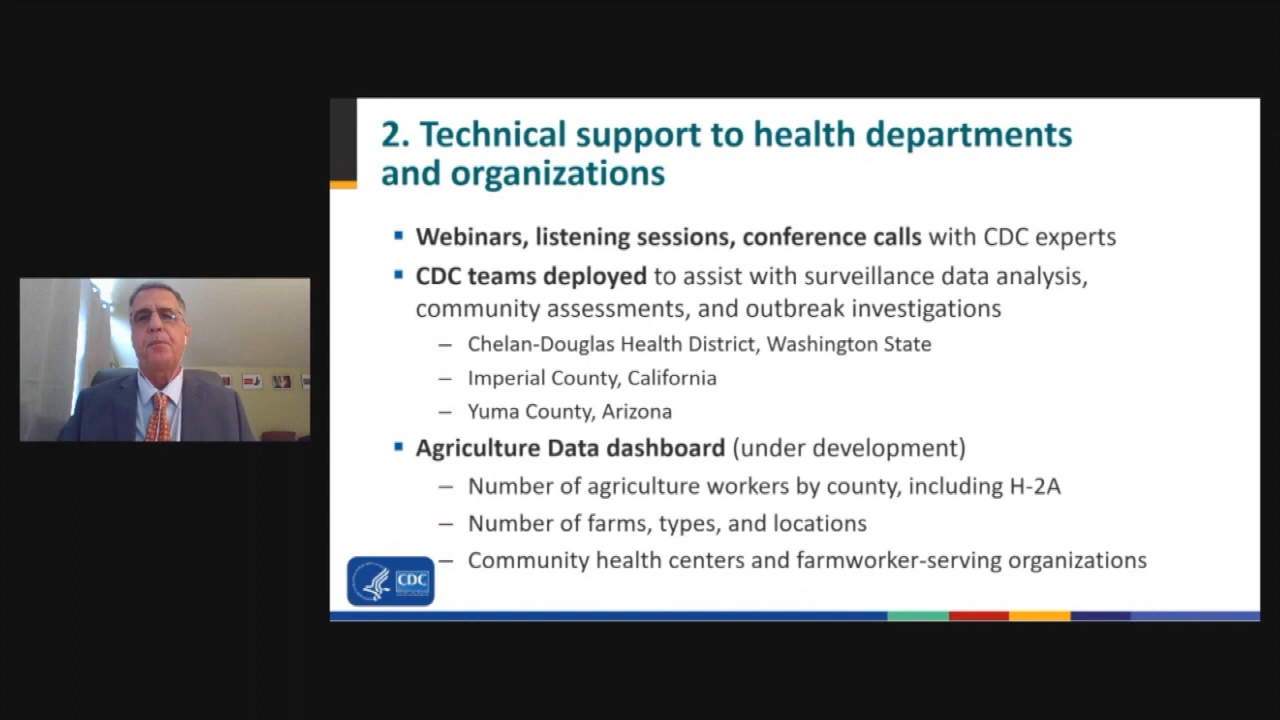 2. Technical support to health departments
and organizations
▪ Webinars, listening sessions, conference calls with CDC experts
▪ CDC teams deployed to assist with surveillance data analysis,
community assessments, and outbreak investigations
– Chelan-Douglas Health District, Washington State
– Imperial County, California
– Yuma County, Arizona
▪ Agriculture Data dashboard (under development)
– Number of agriculture workers by county, including H-2A
– Number of farms, types, and locations
– Community health centers and farmworker-serving organizations
CDC